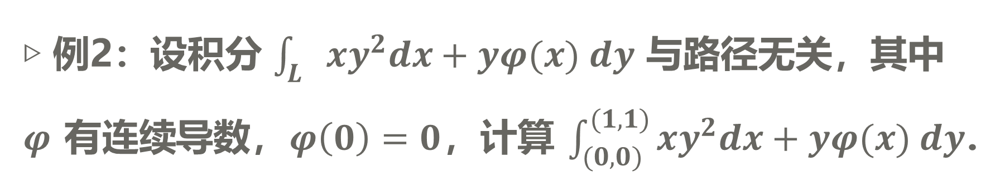 ▷ 例2：设积分 ∫_L xy²dx + yφ(x) dy 与路径无关，其中
φ 有连续导数，φ(0) = 0，计算 ∫_(0,0)^(1,1) xy²dx + yφ(x) dy.